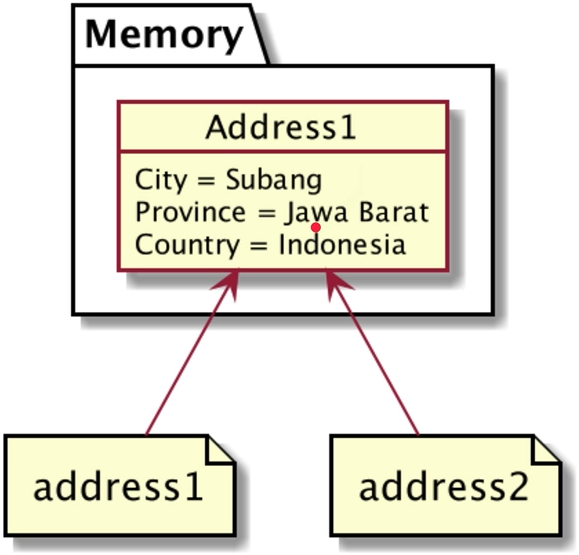 Memory
Address1
City = Subang
Province = Jawa Barat
Country = Indonesia
address1
address2